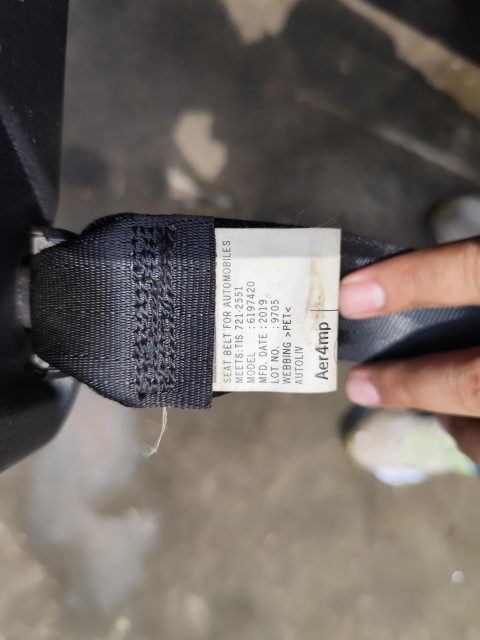 SEAT BELT FOR AUTOMOBILES
MEETS:TIS 721-2551
MODEL :6197420
MFD. DATE :2019
LOT NO. :9705
WEBBING >PET<
AUTOLIV
Aer4mp